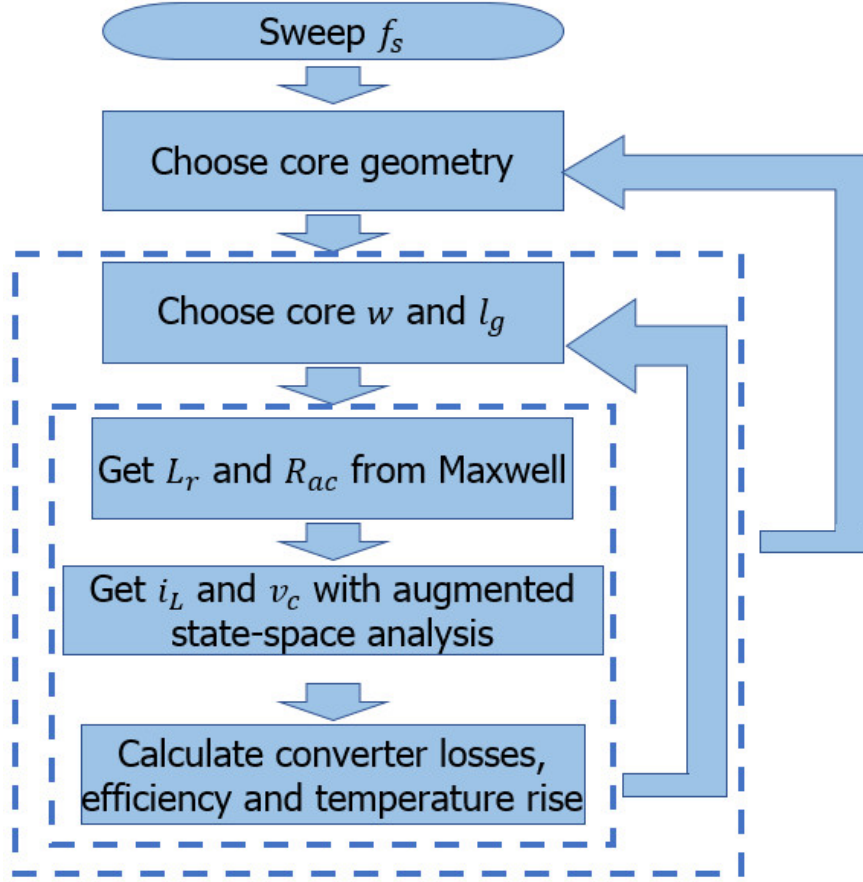 Sweep f_s
Choose core geometry
Choose core w and l_g
Get L_r and R_ac from Maxwell
Get i_L and v_c with augmented
state-space analysis
Calculate converter losses,
efficiency and temperature rise